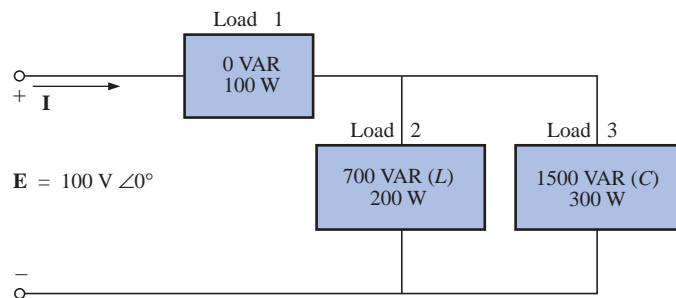 Load 1
0 VAR
100 W
+
I
Load 2
Load 3
700 VAR (L)
200 W
1500 VAR (C)
300 W
E = 100 V ∠0°
−